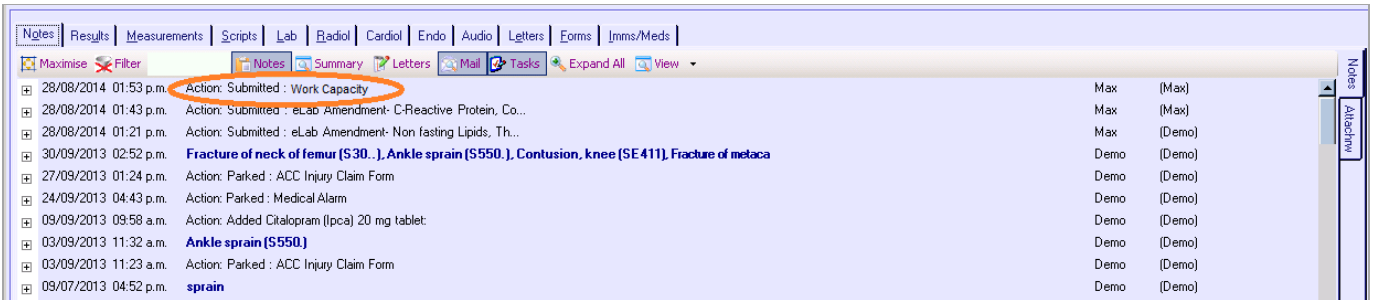 Notes Results Measurements Scripts Lab Radiol Cardiol Endo Audio Letters Forms Imms/Meds
Maximise Filter Notes Summary Letters Mail Tasks Expand All View
28/08/2014 01:53 p.m. Action: Submitted : Work Capacity Max (Max)
28/08/2014 01:43 p.m. Action: Submitted : eLab Amendment- C-Reactive Protein, Co... Max (Max)
28/08/2014 01:21 p.m. Action: Submitted : eLab Amendment- Non fasting Lipids, Th... Max (Demo)
30/09/2013 02:52 p.m. Fracture of neck of femur (S30..), Ankle sprain (S550.), Contusion, knee (SE411), Fracture of metaca Demo (Demo)
27/09/2013 01:24 p.m. Action: Parked : ACC Injury Claim Form Demo (Demo)
24/09/2013 04:43 p.m. Action: Parked : Medical Alarm Demo (Demo)
09/09/2013 09:58 a.m. Action: Added Citalopram (Ipca) 20 mg tablet: Demo (Demo)
03/09/2013 11:32 a.m. Ankle sprain (S550.) Demo (Demo)
03/09/2013 11:23 a.m. Action: Parked : ACC Injury Claim Form Demo (Demo)
09/07/2013 04:52 p.m. sprain Demo (Demo)
Notes